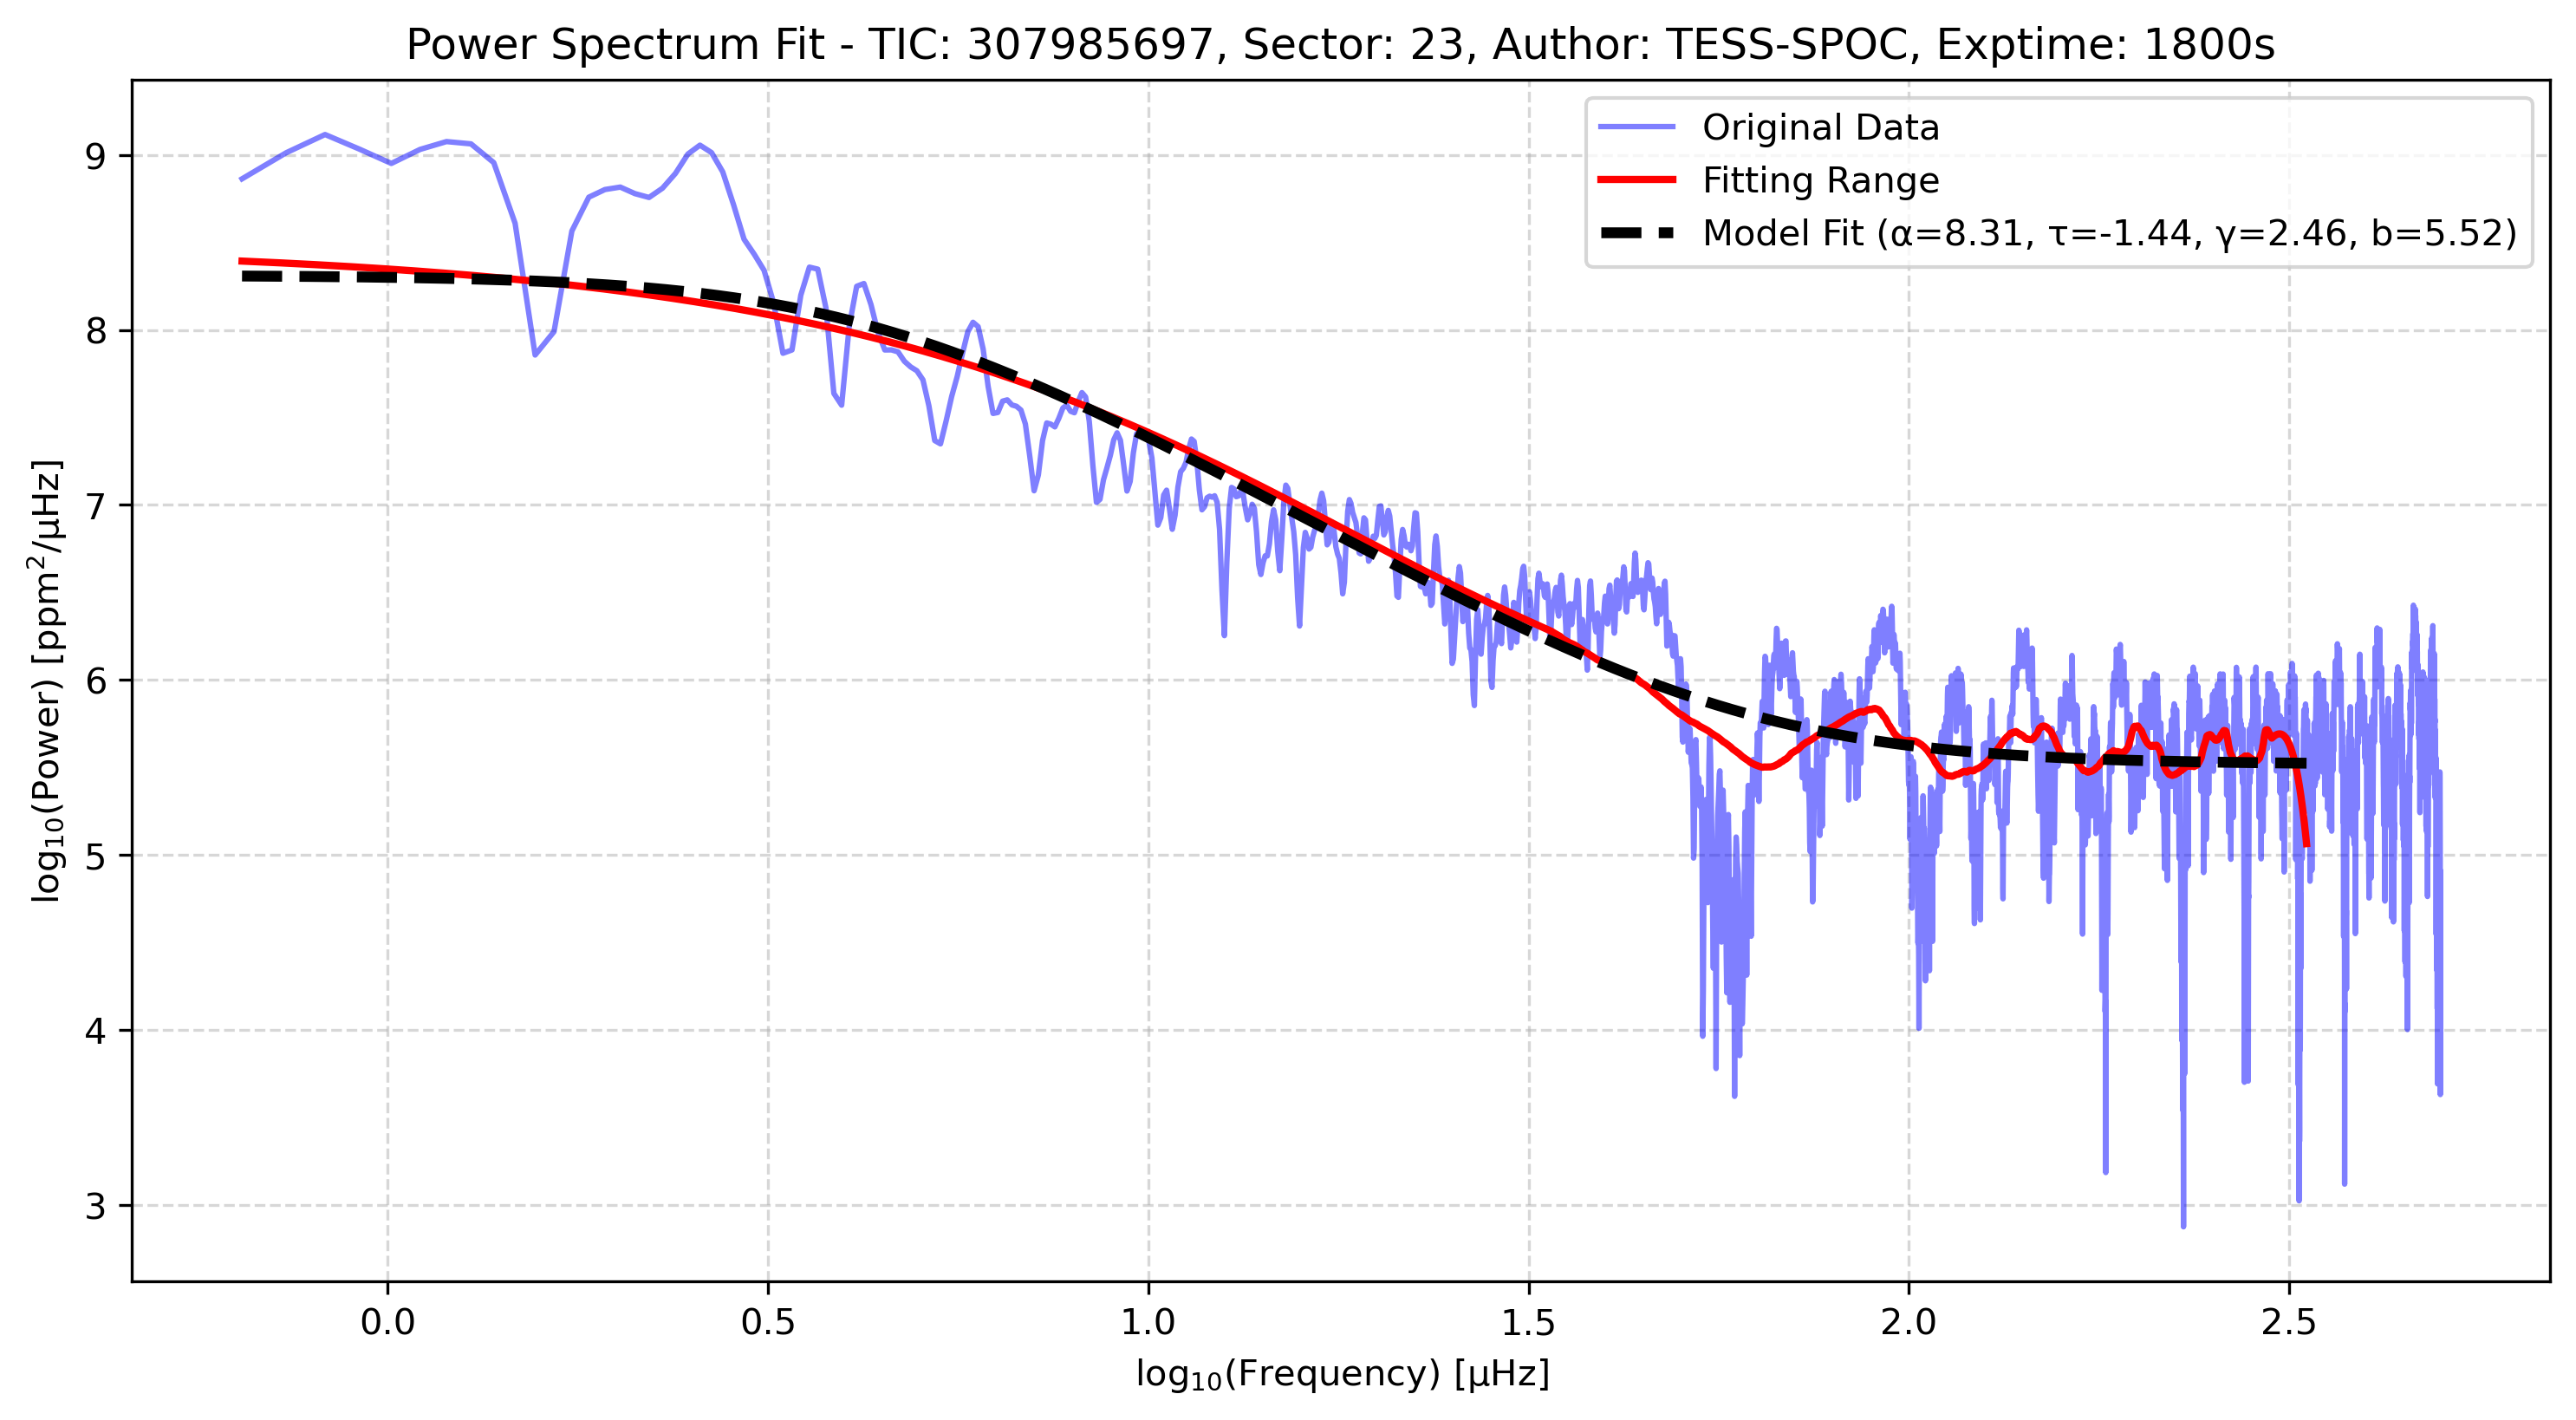 Power Spectrum Fit - TIC: 307985697, Sector: 23, Author: TESS-SPOC, Exptime: 1800s
Original Data
Fitting Range
Model Fit (α=8.31, τ=-1.44, γ=2.46, b=5.52)
log₁₀(Power) [ppm²/μHz]
9
8
7
6
5
4
3
0.0 0.5 1.0 1.5 2.0 2.5
log₁₀(Frequency) [μHz]